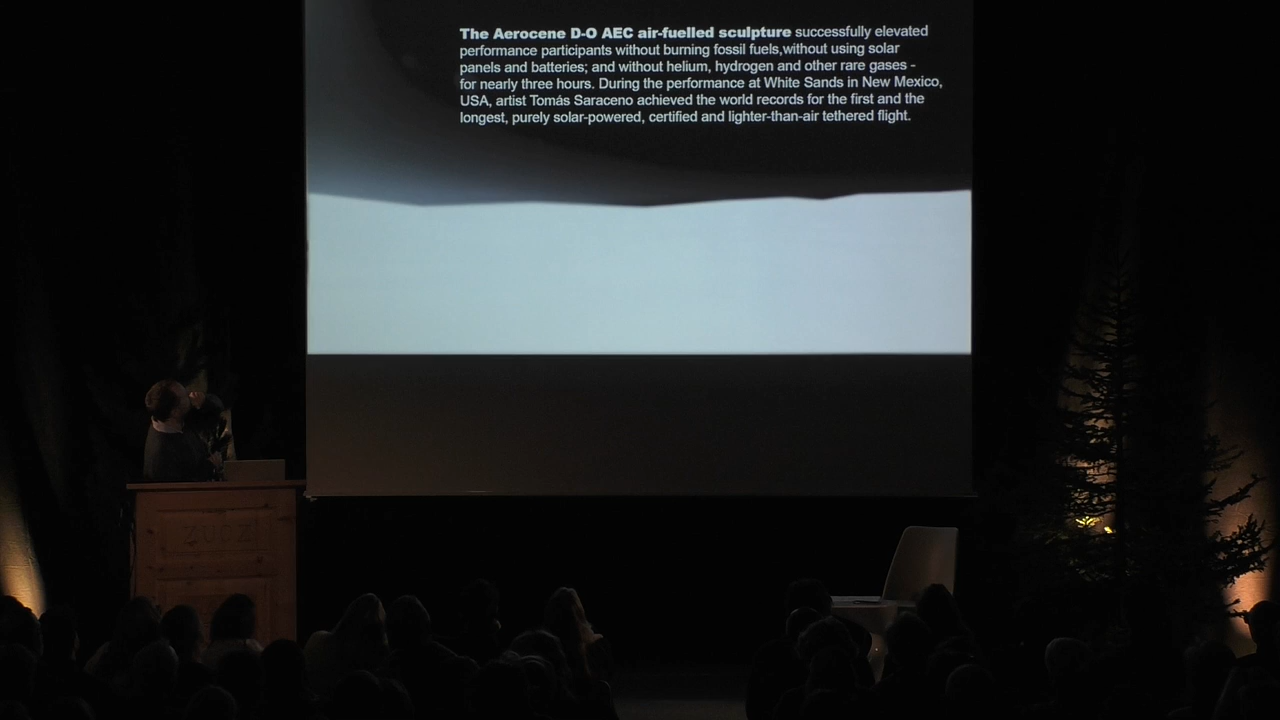 The Aerocene D-O AEC air-fuelled sculpture successfully elevated
performance participants without burning fossil fuels,without using solar
panels and batteries; and without helium, hydrogen and other rare gases -
for nearly three hours. During the performance at White Sands in New Mexico,
USA, artist Tomás Saraceno achieved the world records for the first and the
longest, purely solar-powered, certified and lighter-than-air tethered flight.
ZUOZ